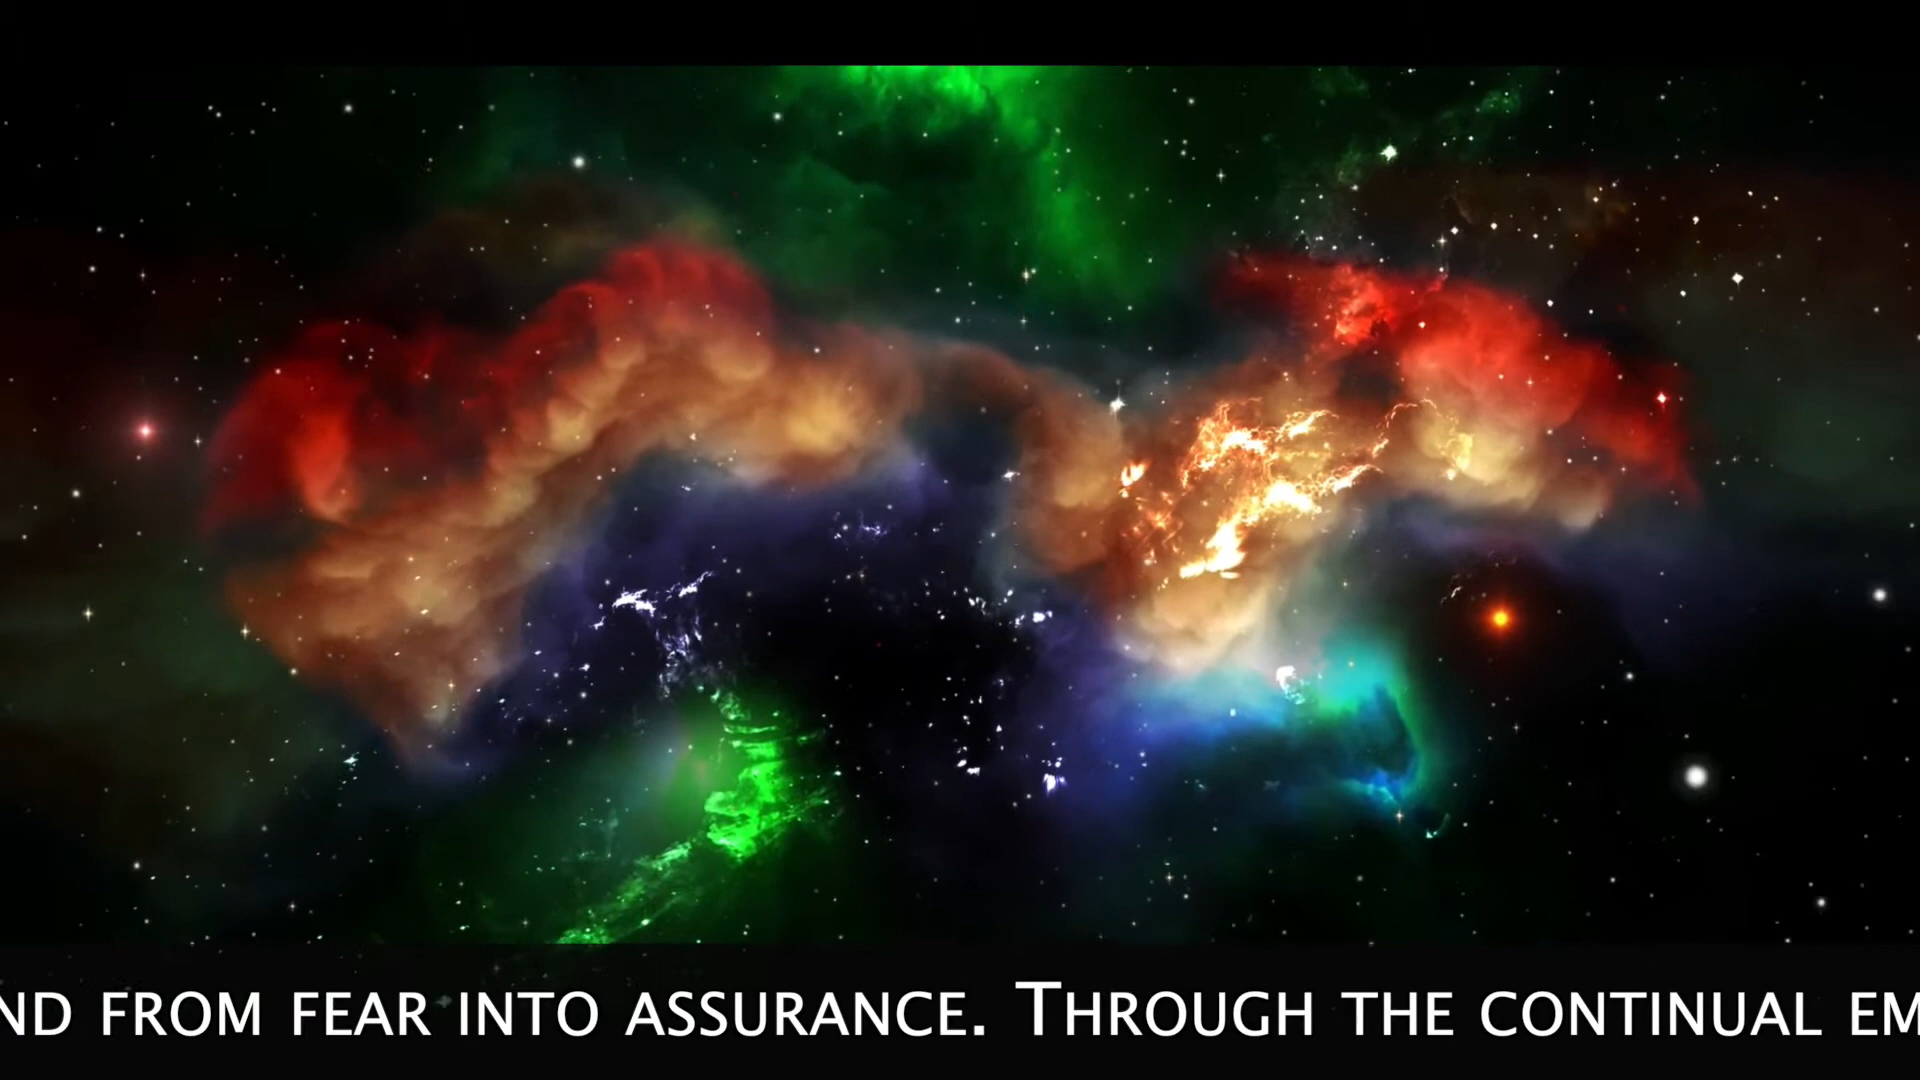 ND FROM FEAR INTO ASSURANCE. THROUGH THE CONTINUAL EM